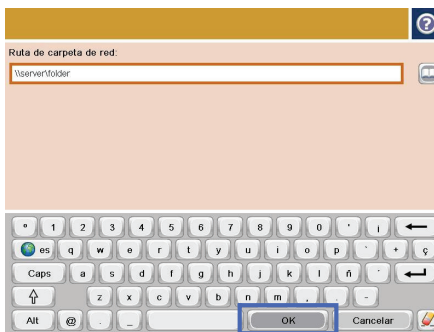 ?
Ruta de carpeta de red:
\\server\folder
º 1 2 3 4 5 6 7 8 9 0 ' ¡
es q w e r t y u i o p ` + ç
Caps a s d f g h j k l ñ ´
z x c v b n m , . -
Alt @ . _ OK Cancelar